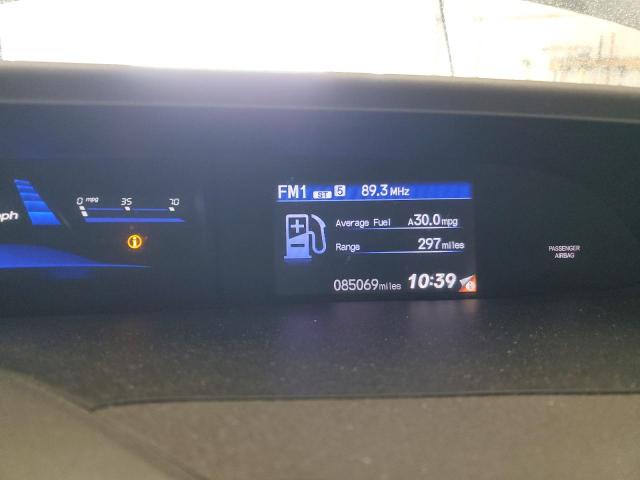 FM1 ST 5 89.3 MHz
mph
0 mpg 35 70
Average Fuel A30.0 mpg
Range 297 miles
PASSENGER
AIRBAG
085069 miles 10:39